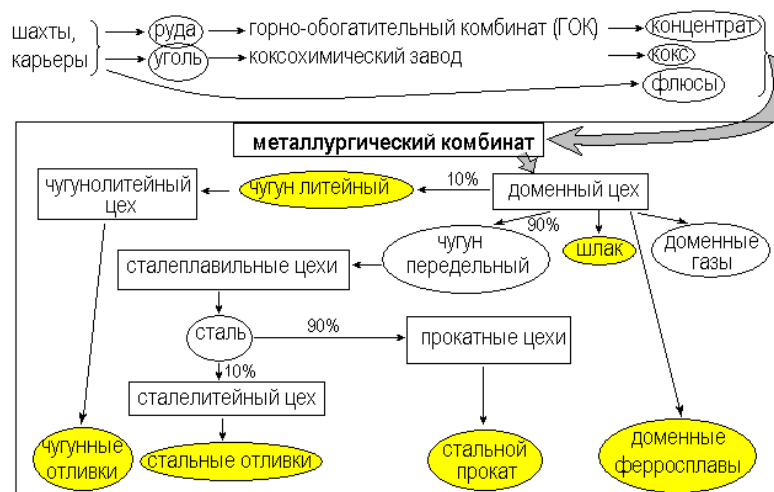 шахты,
карьеры
руда
горно-обогатительный комбинат (ГОК)
концентрат
уголь
коксохимический завод
кокс
флюсы
металлургический комбинат
чугунолитейный
цех
чугун литейный
10%
доменный цех
90%
чугун
передельный
шлак
доменные
газы
сталеплавильные цехи
сталь
90%
прокатные цехи
10%
сталелитейный цех
чугунные
отливки
стальные отливки
стальной
прокат
доменные
ферросплавы